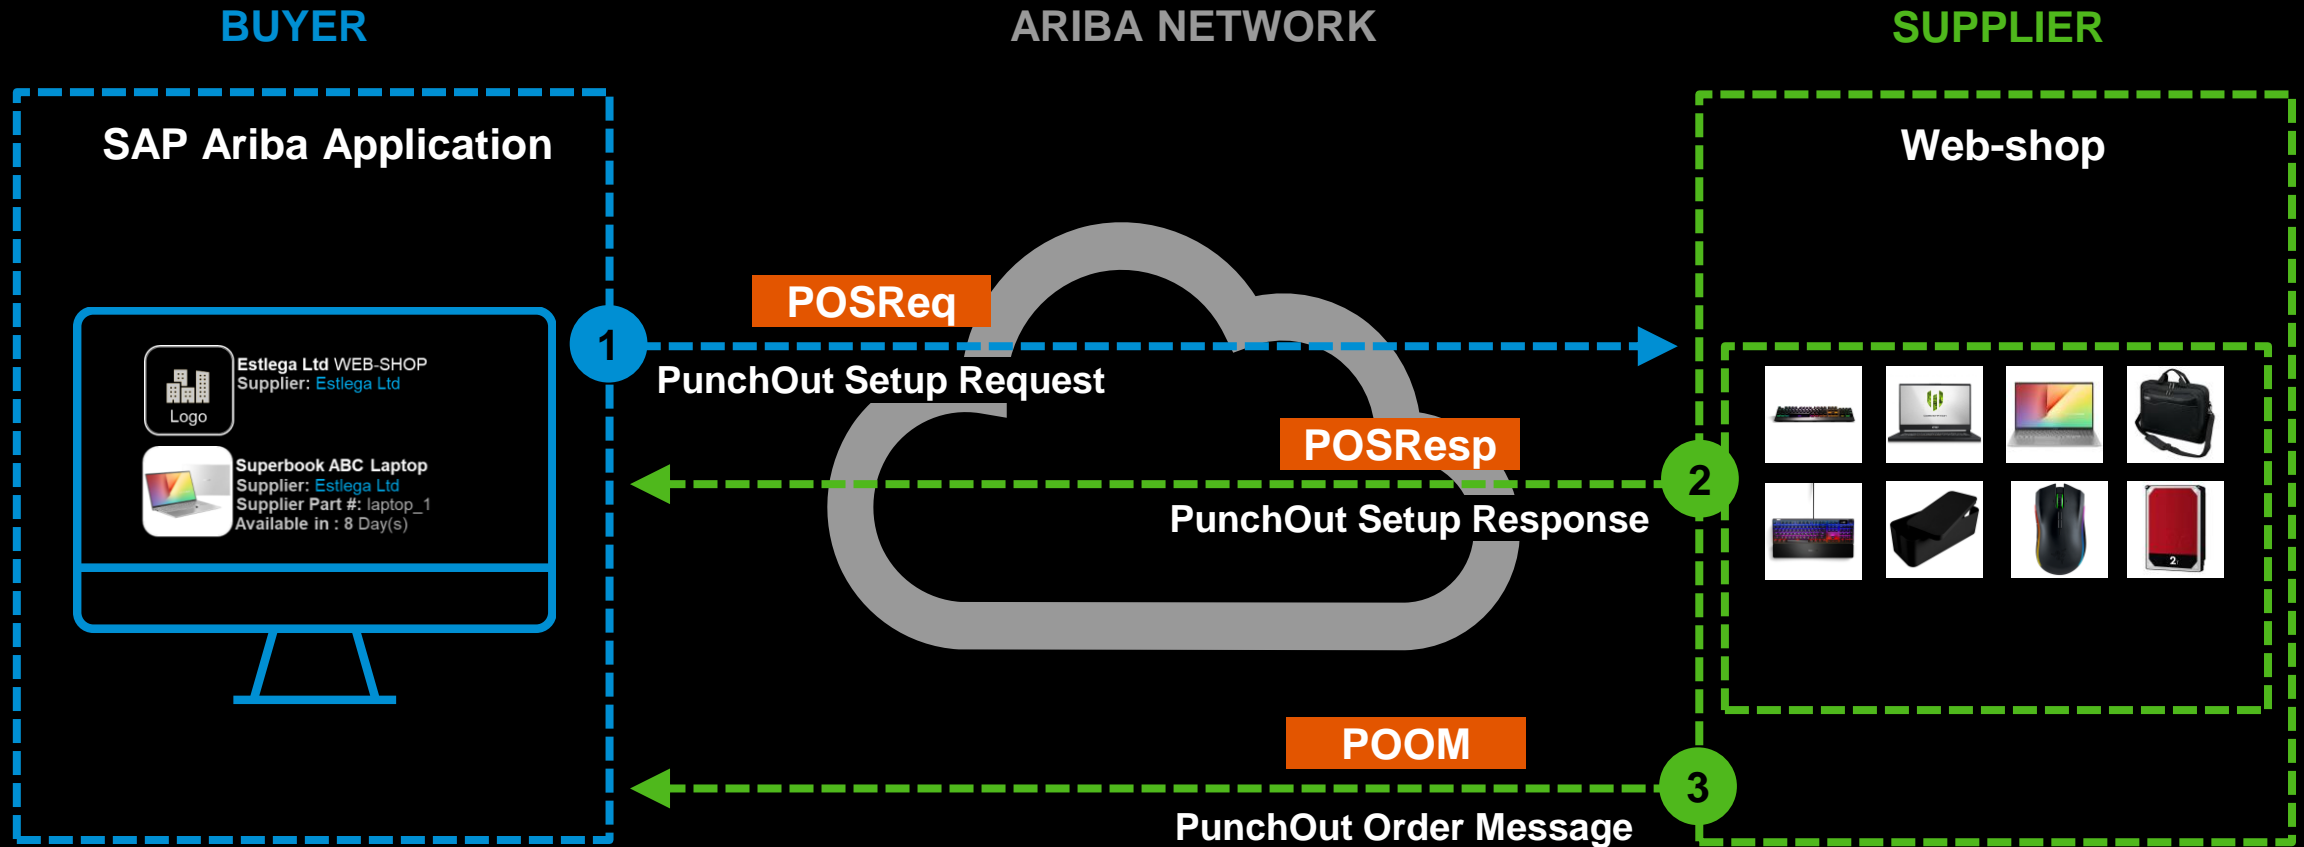 BUYER
ARIBA NETWORK
SUPPLIER
SAP Ariba Application
Web-shop
Logo
Estlega Ltd WEB-SHOP
Supplier: Estlega Ltd
Superbook ABC Laptop
Supplier: Estlega Ltd
Supplier Part #: laptop_1
Available in : 8 Day(s)
1
POSReq
PunchOut Setup Request
POSResp
2
PunchOut Setup Response
POOM
3
PunchOut Order Message